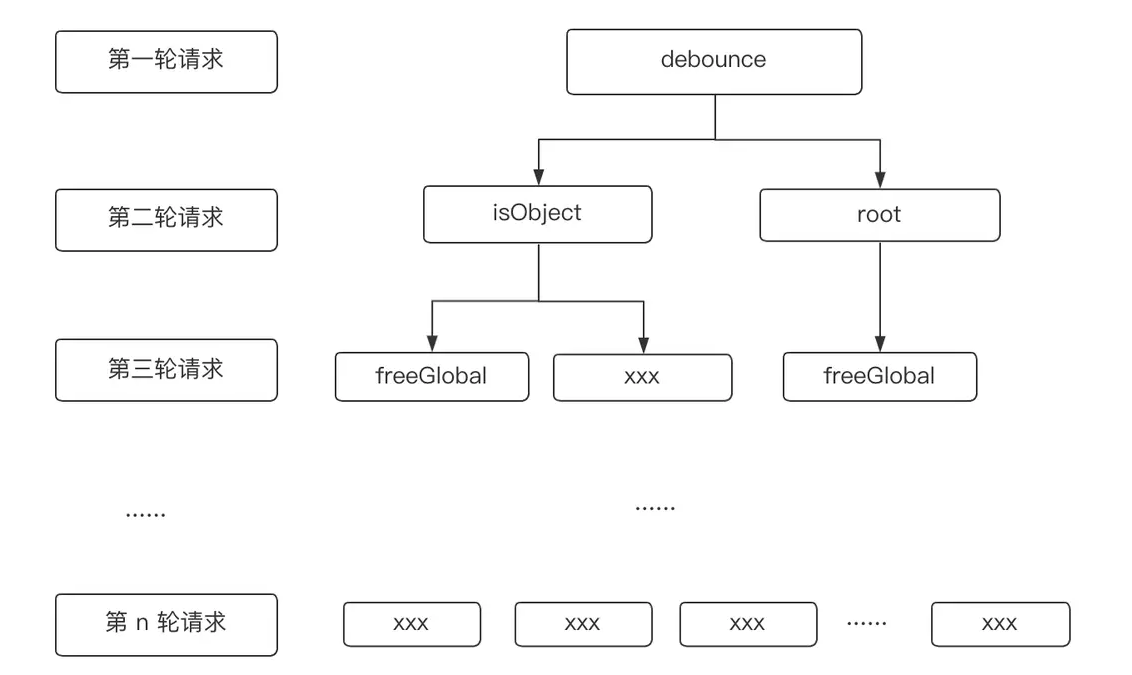 第一轮请求
debounce
第二轮请求
isObject
root
第三轮请求
freeGlobal
xxx
freeGlobal
······
······
第 n 轮请求
xxx
xxx
xxx
······
xxx